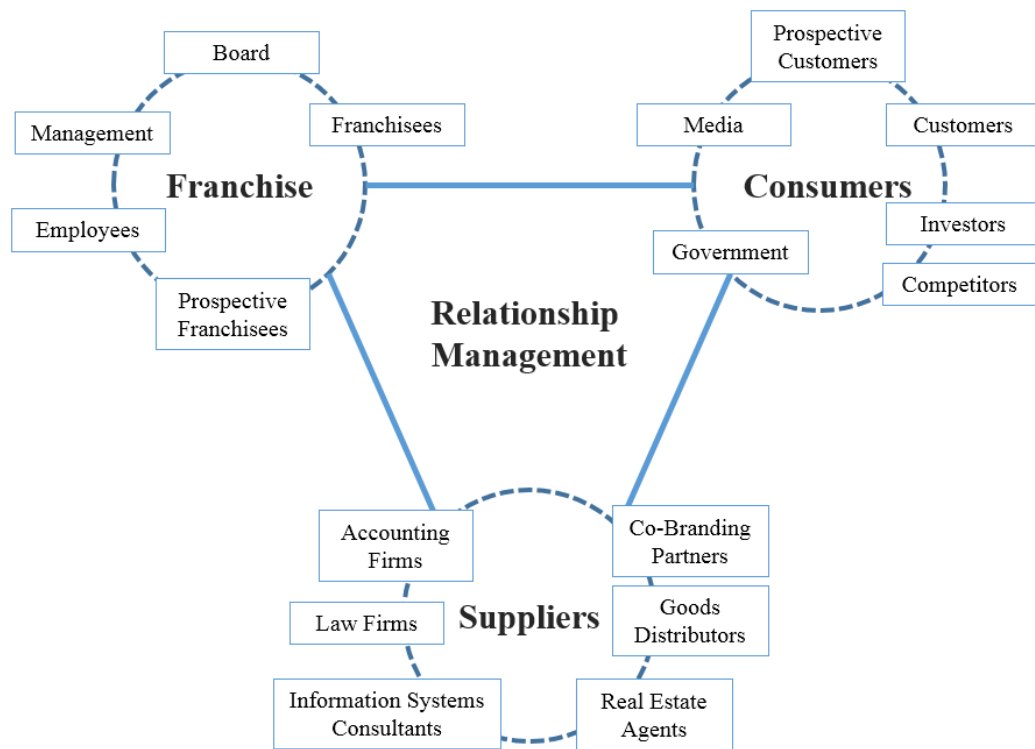 Board
Management
Franchisees
Franchise
Employees
Prospective
Franchisees
Prospective
Customers
Media
Customers
Consumers
Investors
Government
Competitors
Relationship
Management
Accounting
Firms
Co-Branding
Partners
Law Firms
Suppliers
Goods
Distributors
Information Systems
Consultants
Real Estate
Agents